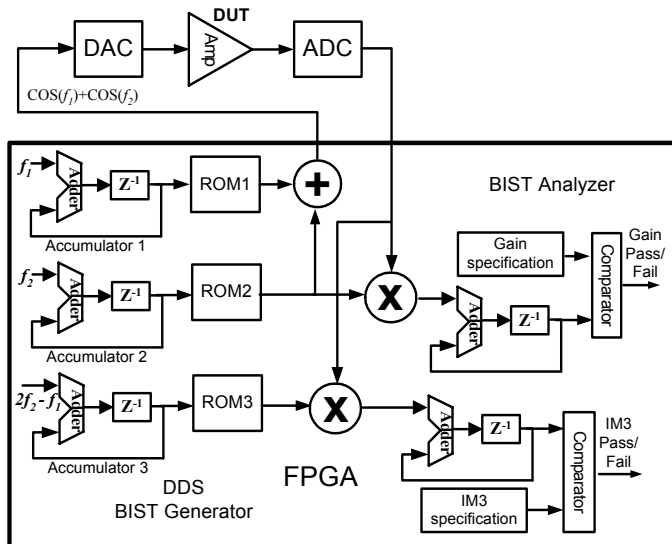 DUT
DAC
Amp
ADC
COS(f1)+COS(f2)
f1
Adder
Z-1
ROM1
+
BIST Analyzer
Accumulator 1
Gain
specification
Comparator
Gain
Pass/
Fail
f2
Adder
Z-1
ROM2
X
Adder
Z-1
Accumulator 2
2f2-f1
Adder
Z-1
ROM3
X
Adder
Z-1
Comparator
IM3
Pass/
Fail
Accumulator 3
FPGA
IM3
specification
DDS
BIST Generator